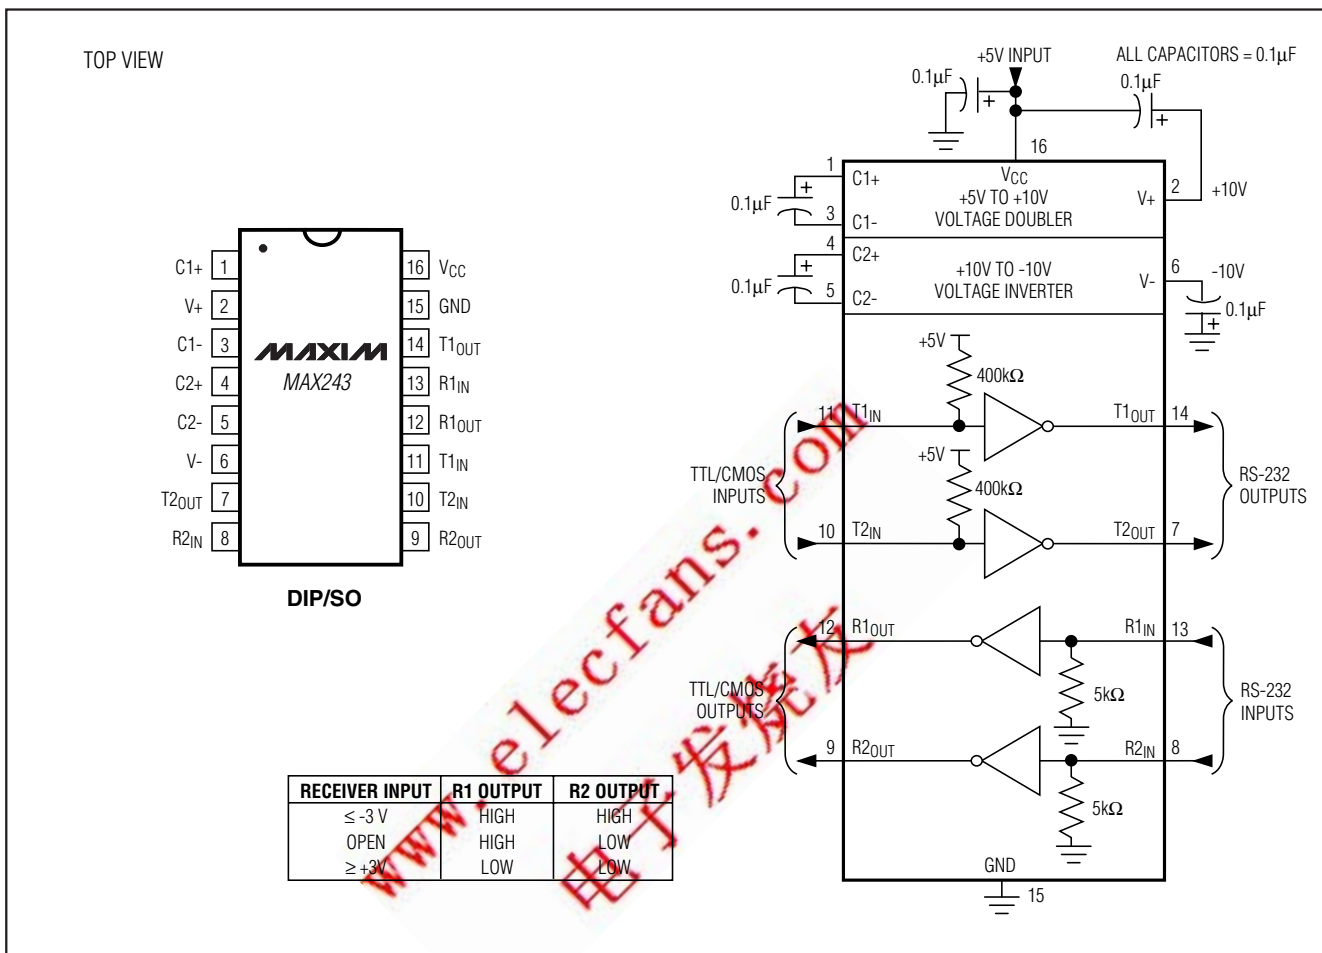 TOP VIEW
+5V INPUT
ALL CAPACITORS = 0.1µF
0.1µF
0.1µF
+
+
16
1
C1+
VCC
+5V TO +10V
VOLTAGE DOUBLER
V+
2
+10V
+
0.1µF
3
C1-
4
C2+
+10V TO -10V
VOLTAGE INVERTER
V-
6
-10V
+
0.1µF
5
C2-
0.1µF
+
C1+ 1
16 VCC
V+ 2
15 GND
C1- 3
14 T1OUT
C2+ 4
13 R1IN
C2- 5
12 R1OUT
V- 6
11 T1IN
T2OUT 7
10 T2IN
R2IN 8
9 R2OUT
MAXIM
MAX243
DIP/SO
+5V
400kΩ
11
T1IN
T1OUT
14
+5V
400kΩ
TTL/CMOS
INPUTS
RS-232
OUTPUTS
10
T2IN
T2OUT
7
12
R1OUT
R1IN
13
5kΩ
TTL/CMOS
OUTPUTS
RS-232
INPUTS
9
R2OUT
R2IN
8
5kΩ
GND
15
RECEIVER INPUT R1 OUTPUT R2 OUTPUT
≤ -3 V HIGH HIGH
OPEN HIGH LOW
≥ +3V LOW LOW
www.elecfans.com
电子发烧友